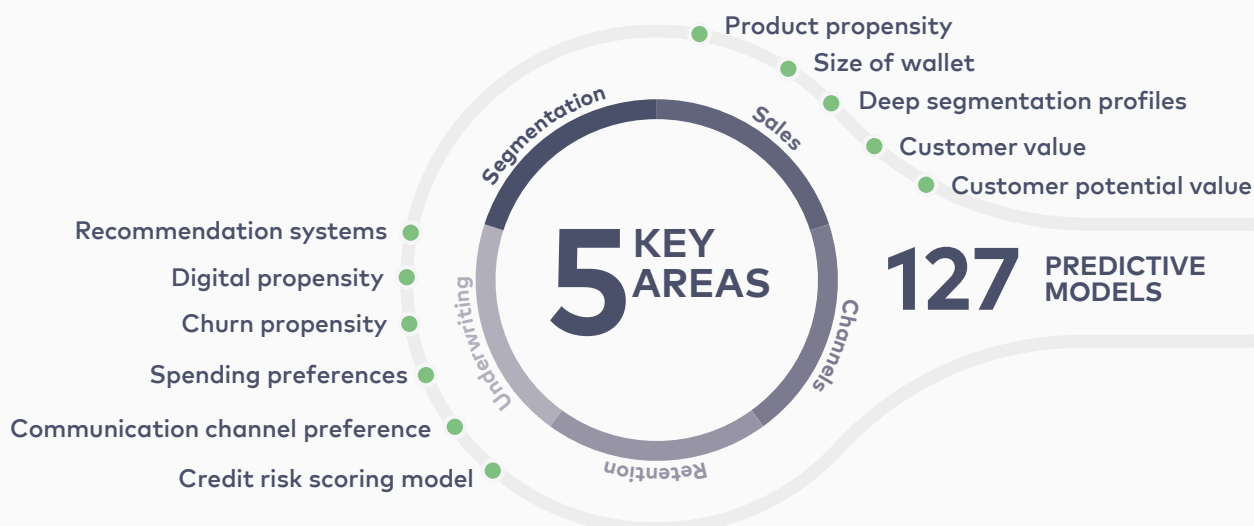 Product propensity
Size of wallet
Deep segmentation profiles
Customer value
Customer potential value
Segmentation
Sales
Channels
Retention
Underwriting
5 KEY
AREAS
127 PREDICTIVE
MODELS
Recommendation systems
Digital propensity
Churn propensity
Spending preferences
Communication channel preference
Credit risk scoring model